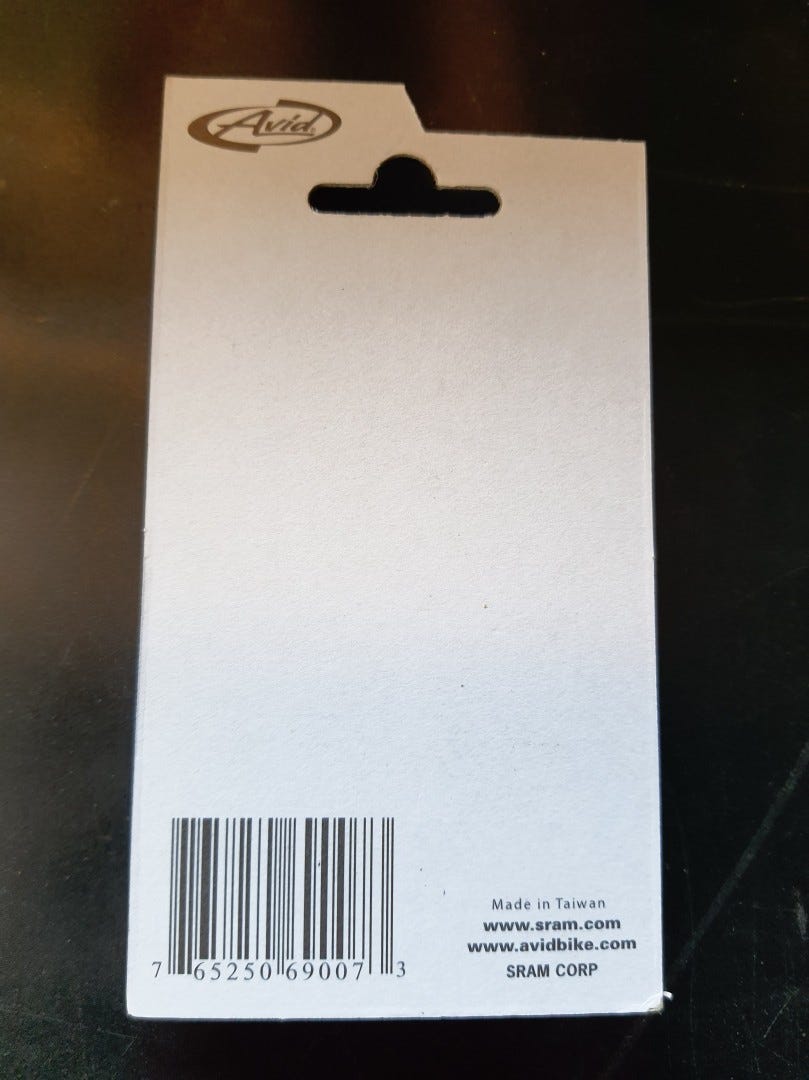 Avid
7 65250 69007 3
Made in Taiwan
www.sram.com
www.avidbike.com
SRAM CORP